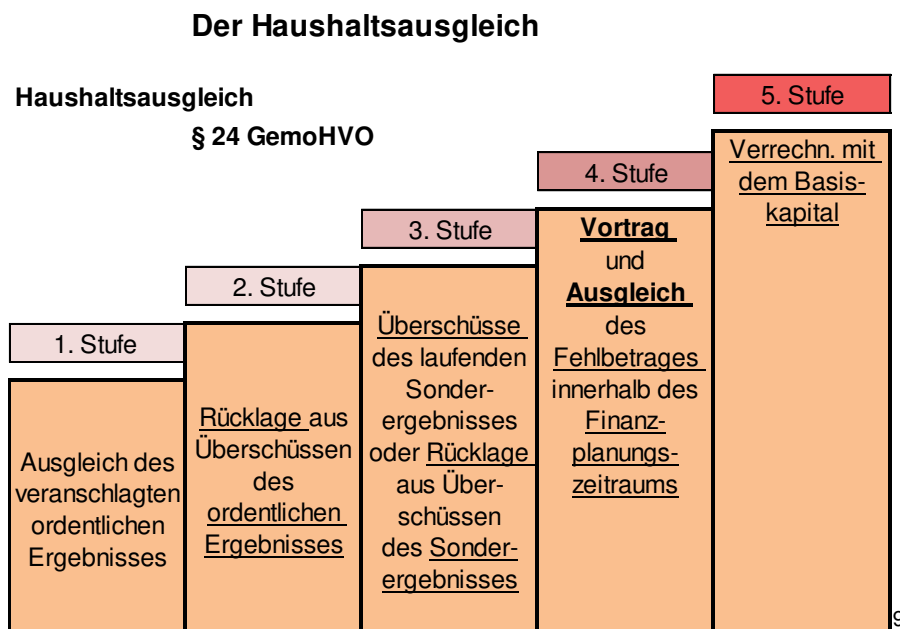 Der Haushaltsausgleich
Haushaltsausgleich
§ 24 GemoHVO
1. Stufe
Ausgleich des
veranschlagten
ordentlichen
Ergebnisses
2. Stufe
Rücklage aus
Überschüssen
des
ordentlichen
Ergebnisses
3. Stufe
Überschüsse
des laufenden
Sonder-
ergebnisses
oder Rücklage
aus Über-
schüssen
des Sonder-
ergebnisses
4. Stufe
Vortrag
und
Ausgleich
des
Fehlbetrages
innerhalb des
Finanz-
planungs-
zeitraums
5. Stufe
Verrechn. mit
dem Basis-
kapital
9